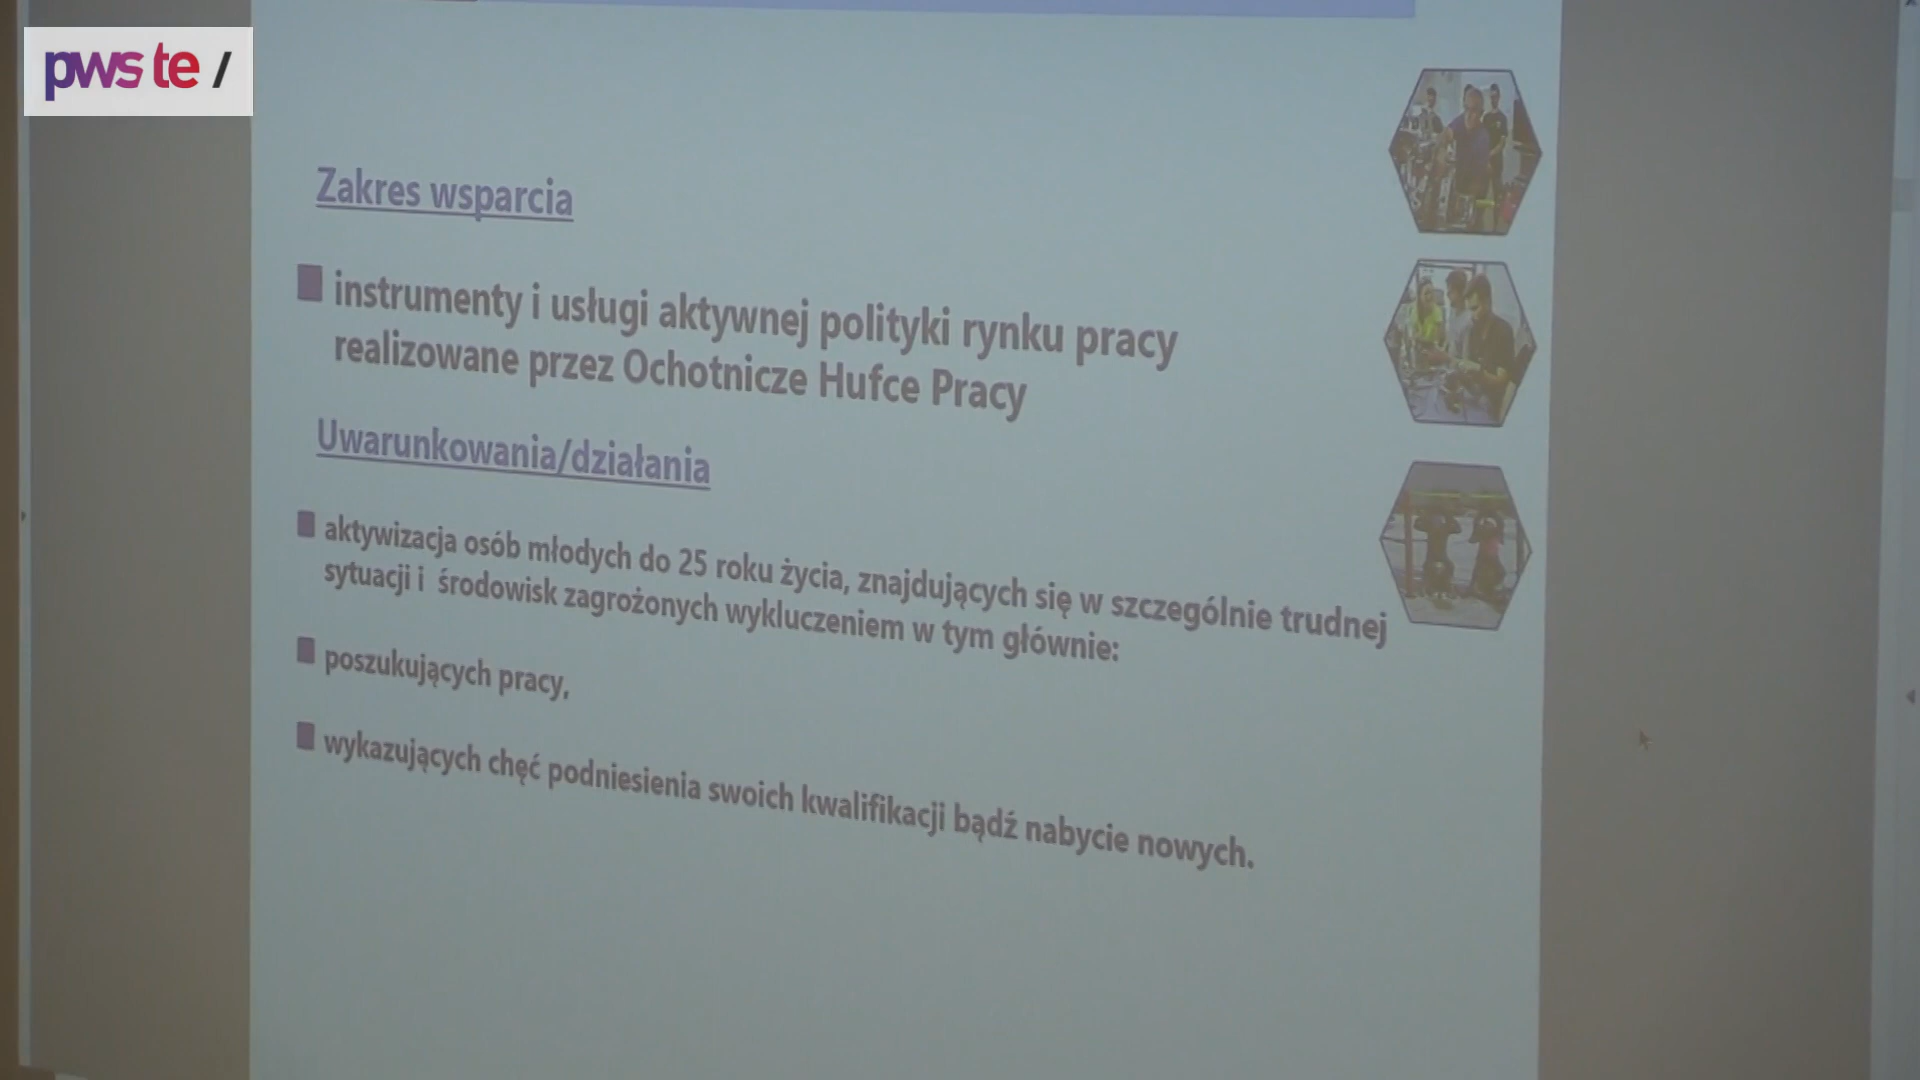 pwste/
Zakres wsparcia
instrumenty i usługi aktywnej polityki rynku pracy
realizowane przez Ochotnicze Hufce Pracy
Uwarunkowania/działania
aktywizacja osób młodych do 25 roku życia, znajdujących się w szczególnie trudnej
sytuacji i środowisk zagrożonych wykluczeniem w tym głównie:
poszukujących pracy,
wykazujących chęć podniesienia swoich kwalifikacji bądź nabycie nowych.